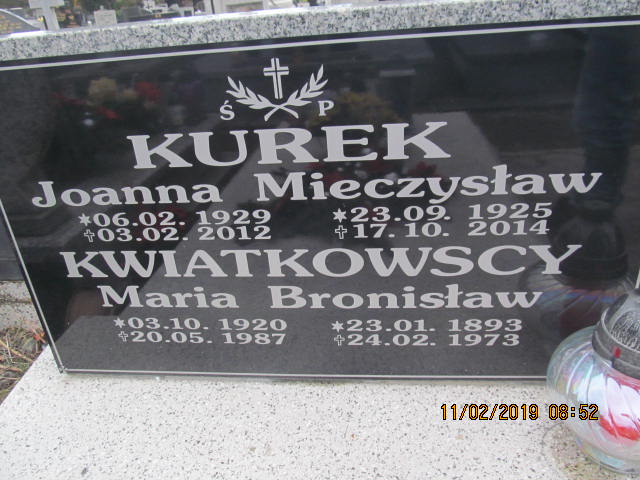 Ś P
KUREK
Joanna Mieczysław
*06.02. 1929 *23.09. 1925
✝03.02. 2012 ✝17.10. 2014
KWIATKOWSCY
Maria Bronisław
*03.10. 1920 *23.01. 1893
✝20.05. 1987 ✝24.02. 1973
11/02/2019 08:52